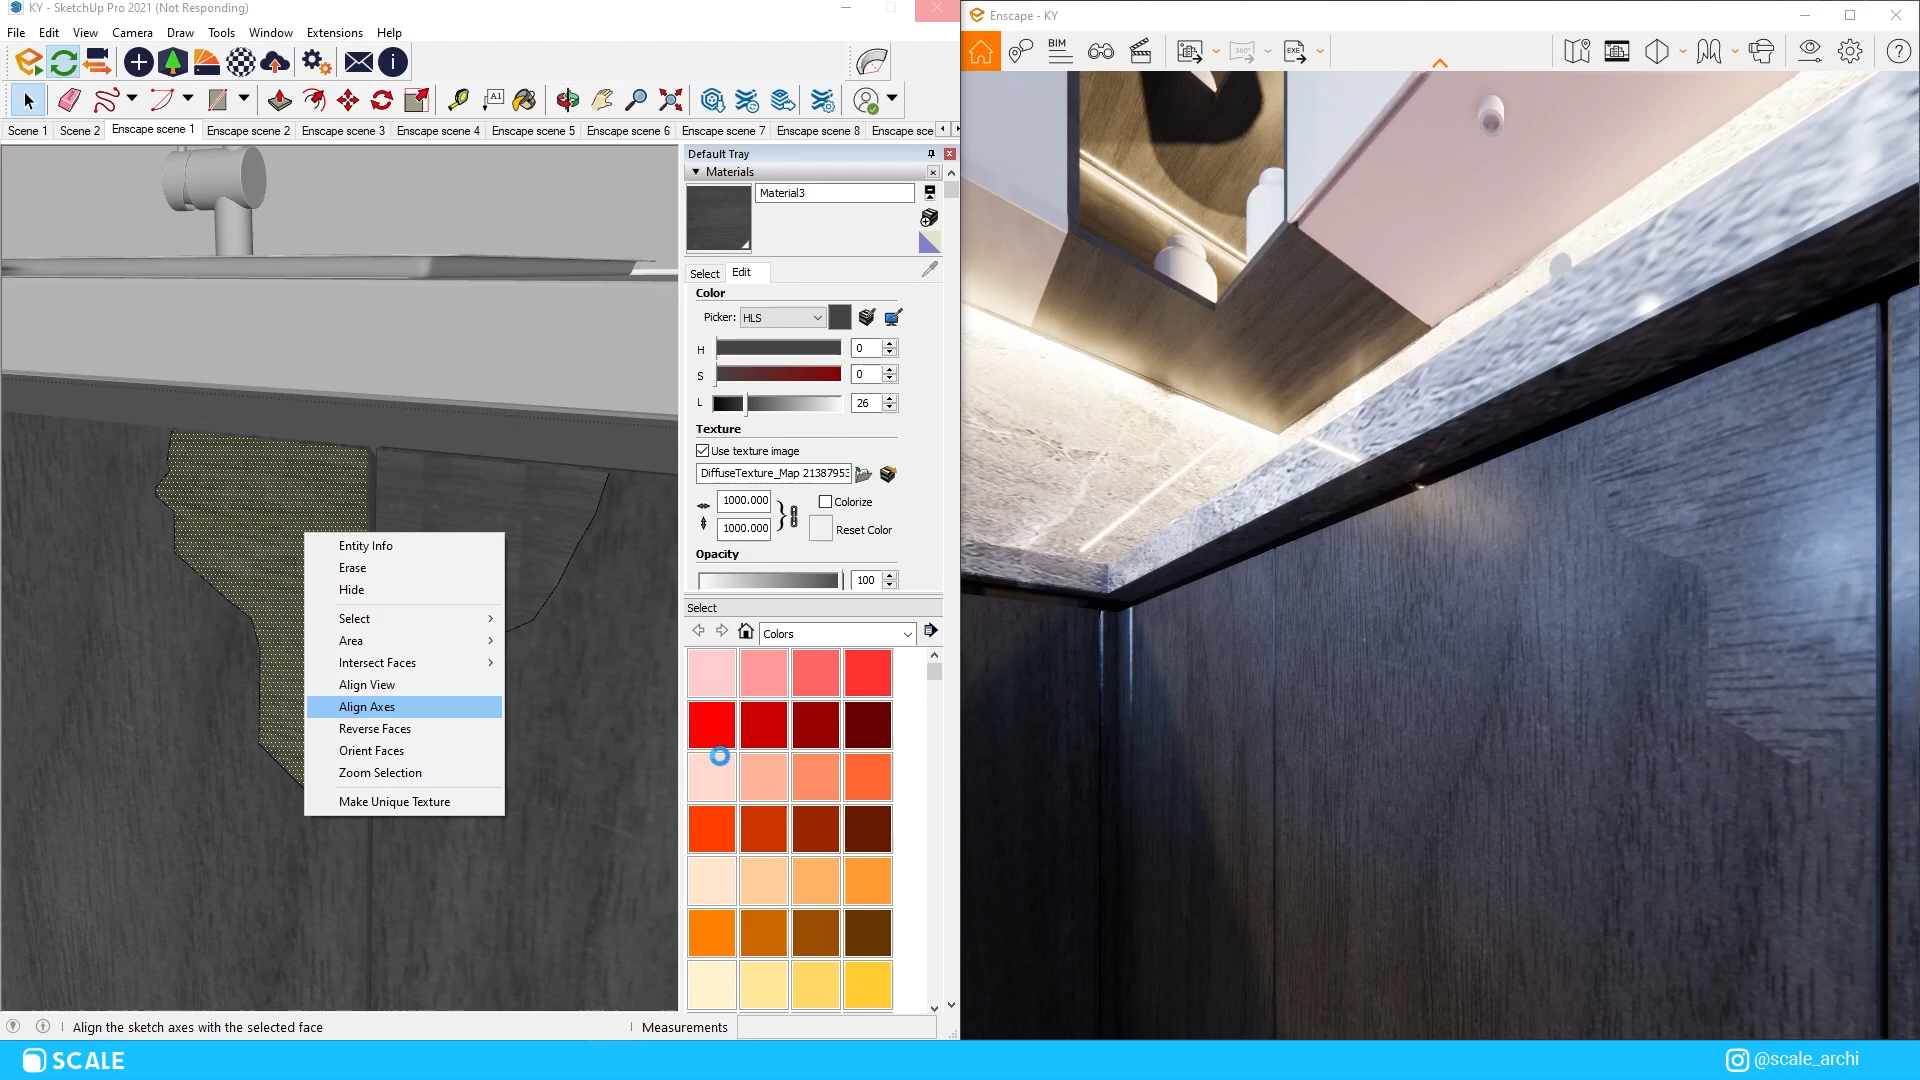 KY - SketchUp Pro 2021 (Not Responding)
File Edit View Camera Draw Tools Window Extensions Help
A1
Scene 1 Scene 2 Enscape scene 1 Enscape scene 2 Enscape scene 3 Enscape scene 4 Enscape scene 5 Enscape scene 6 Enscape scene 7 Enscape scene 8 Enscape sce
Default Tray
Materials
Material3
Select Edit
Color
Picker: HLS
H 0
S 0
L 26
Texture
Use texture image
DiffuseTexture_Map 21387953
1000.000
Colorize
1000.000
Reset Color
Opacity
100
Select
Colors
Entity Info
Erase
Hide
Select
Area
Intersect Faces
Align View
Align Axes
Reverse Faces
Orient Faces
Zoom Selection
Make Unique Texture
Align the sketch axes with the selected face
Measurements
Enscape - KY
BIM
360°
EXE
SCALE
@scale_archi